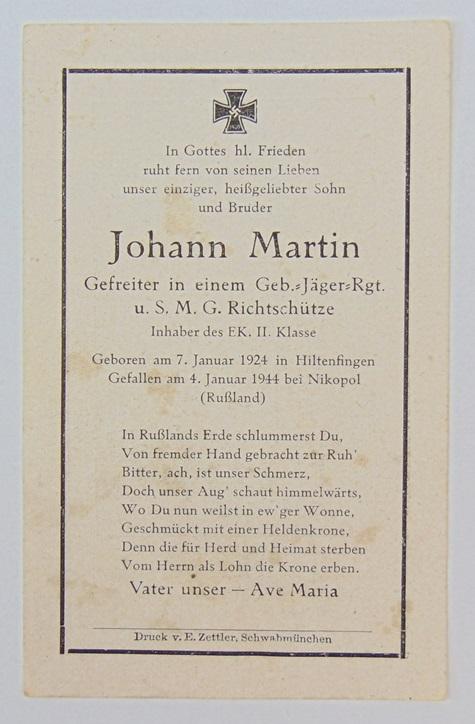 In Gottes hl. Frieden
ruht fern von seinen Lieben
unser einziger, heißgeliebter Sohn
und Bruder
Johann Martin
Gefreiter in einem Geb.-Jäger-Rgt.
u. S. M. G. Richtschütze
Inhaber des EK. II. Klasse
Geboren am 7. Januar 1924 in Hiltenfingen
Gefallen am 4. Januar 1944 bei Nikopol
(Rußland)
In Rußlands Erde schlummerst Du,
Von fremder Hand gebracht zur Ruh'
Bitter, ach, ist unser Schmerz,
Doch unser Aug' schaut himmelwärts,
Wo Du nun weilst in ew'ger Wonne,
Geschmückt mit einer Heldenkrone,
Denn die für Herd und Heimat sterben
Vom Herrn als Lohn die Krone erben.
Vater unser — Ave Maria
Druck v. E. Zettler, Schwabmünchen